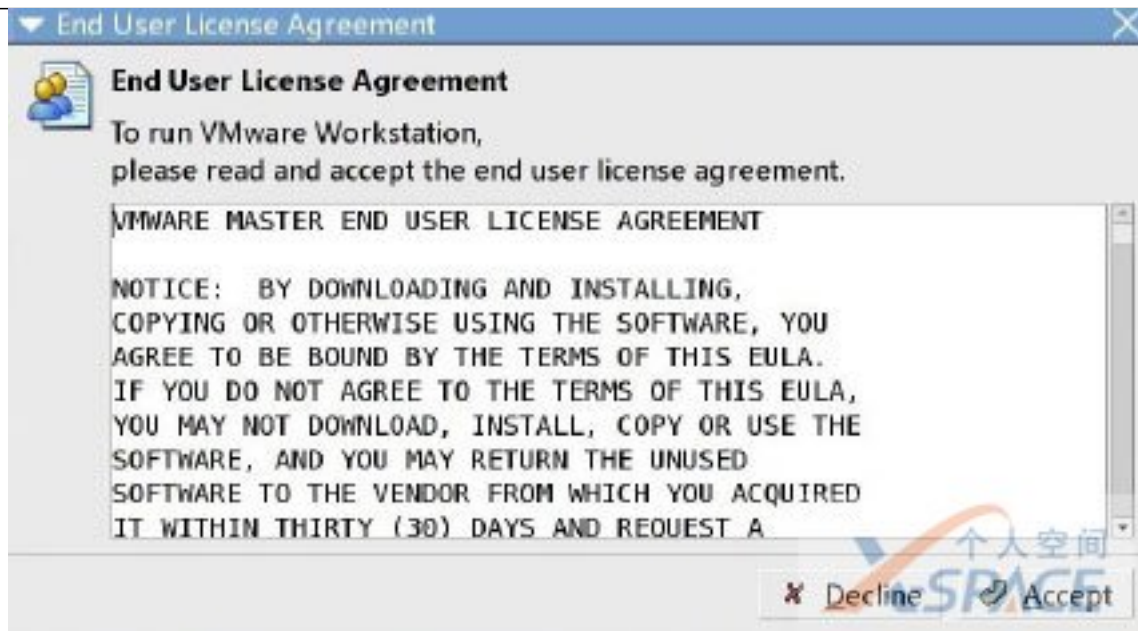 End User License Agreement
End User License Agreement
To run VMware Workstation,
please read and accept the end user license agreement.
VMWARE MASTER END USER LICENSE AGREEMENT
NOTICE:  BY DOWNLOADING AND INSTALLING,
COPYING OR OTHERWISE USING THE SOFTWARE, YOU
AGREE TO BE BOUND BY THE TERMS OF THIS EULA.
IF YOU DO NOT AGREE TO THE TERMS OF THIS EULA,
YOU MAY NOT DOWNLOAD, INSTALL, COPY OR USE THE
SOFTWARE, AND YOU MAY RETURN THE UNUSED
SOFTWARE TO THE VENDOR FROM WHICH YOU ACQUIRED
IT WITHIN THIRTY (30) DAYS AND REQUEST A
个人空间
Decline Accept